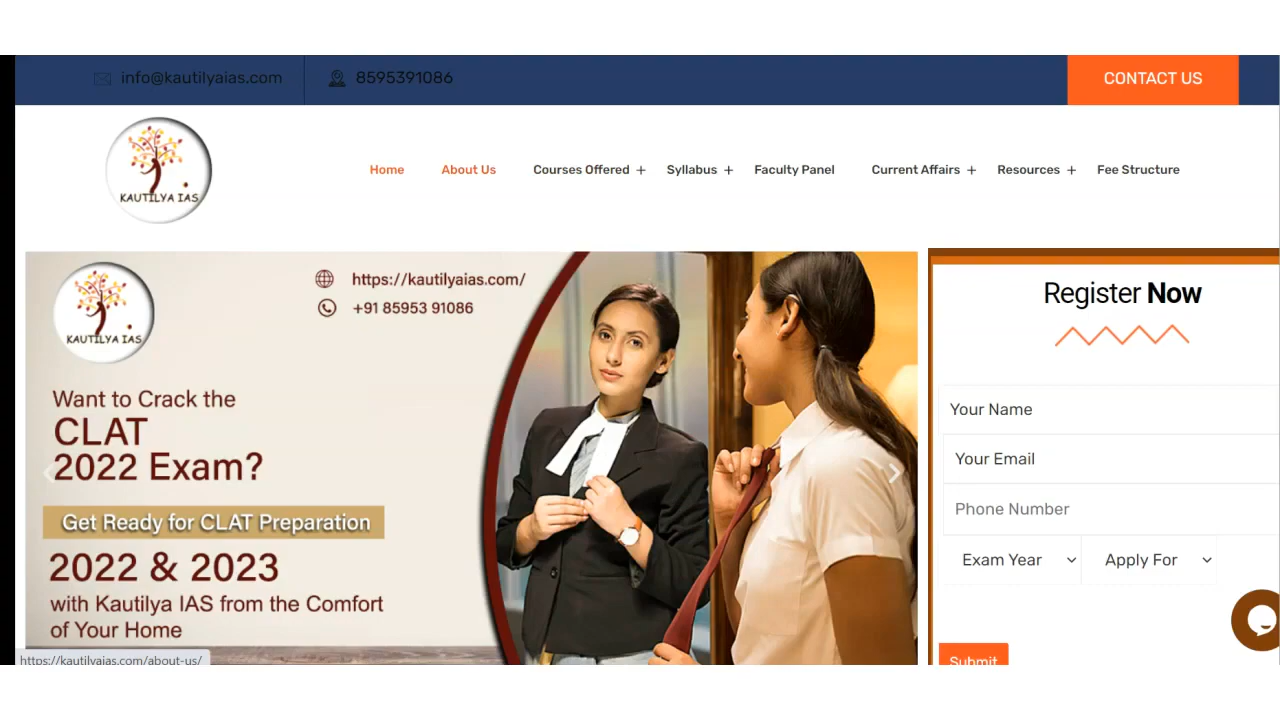 info@kautilyaias.com
8595391086
CONTACT US
KAUTILYA IAS
Home
About Us
Courses Offered +
Syllabus +
Faculty Panel
Current Affairs +
Resources +
Fee Structure
KAUTILYA IAS
https://kautilyaias.com/
+91 85953 91086
Want to Crack the
CLAT
2022 Exam?
Get Ready for CLAT Preparation
2022 & 2023
with Kautilya IAS from the Comfort
of Your Home
Register Now
Your Name
Your Email
Phone Number
Exam Year
Apply For
Submit
https://kautilyaias.com/about-us/